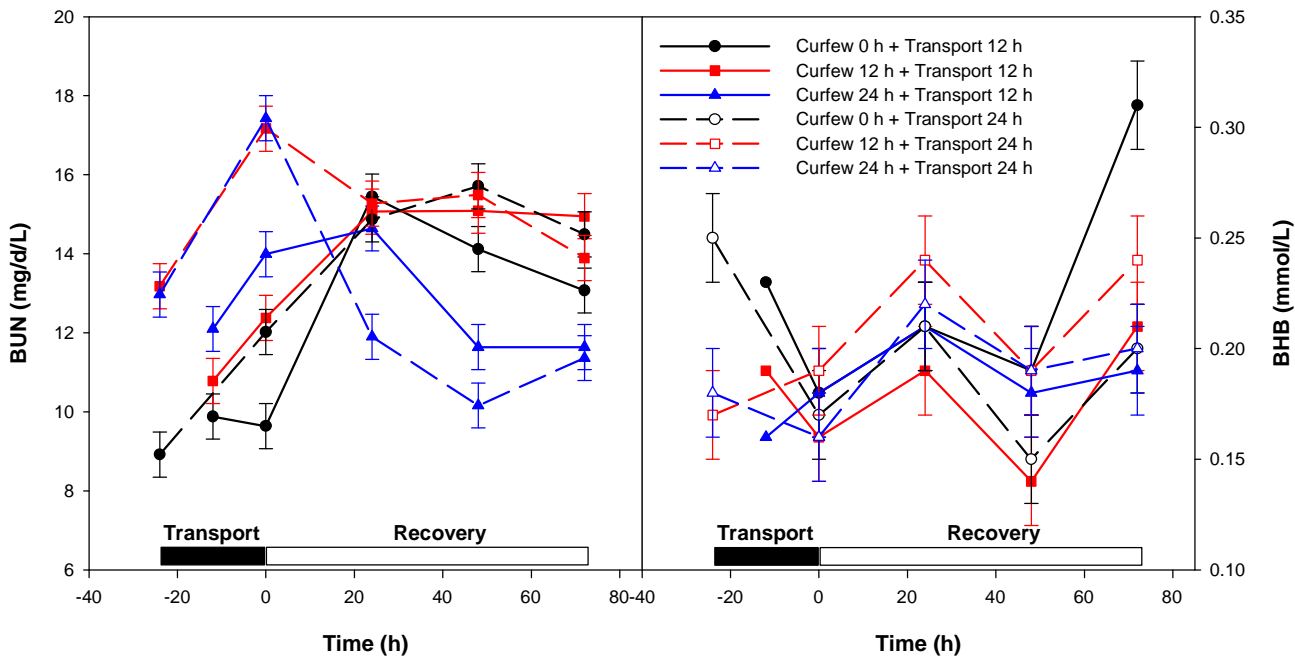 20
18
16
14
12
10
8
6
BUN (mg/d/L)
Transport
Recovery
-40
-20
0
20
40
60
80
Time (h)
Curfew 0 h + Transport 12 h
Curfew 12 h + Transport 12 h
Curfew 24 h + Transport 12 h
Curfew 0 h + Transport 24 h
Curfew 12 h + Transport 24 h
Curfew 24 h + Transport 24 h
Transport
Recovery
-40
-20
0
20
40
60
80
Time (h)
0.35
0.30
0.25
0.20
0.15
0.10
BHB (mmol/L)